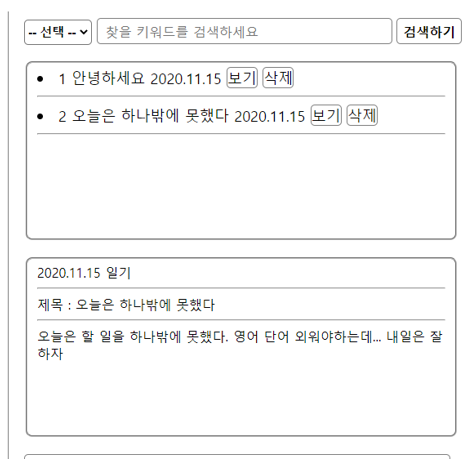 -- 선택 -- 찾을 키워드를 검색하세요 검색하기
1 안녕하세요 2020.11.15 보기 삭제
2 오늘은 하나밖에 못했다 2020.11.15 보기 삭제
2020.11.15 일기
제목 : 오늘은 하나밖에 못했다
오늘은 할 일을 하나밖에 못했다. 영어 단어 외워야하는데... 내일은 잘
하자